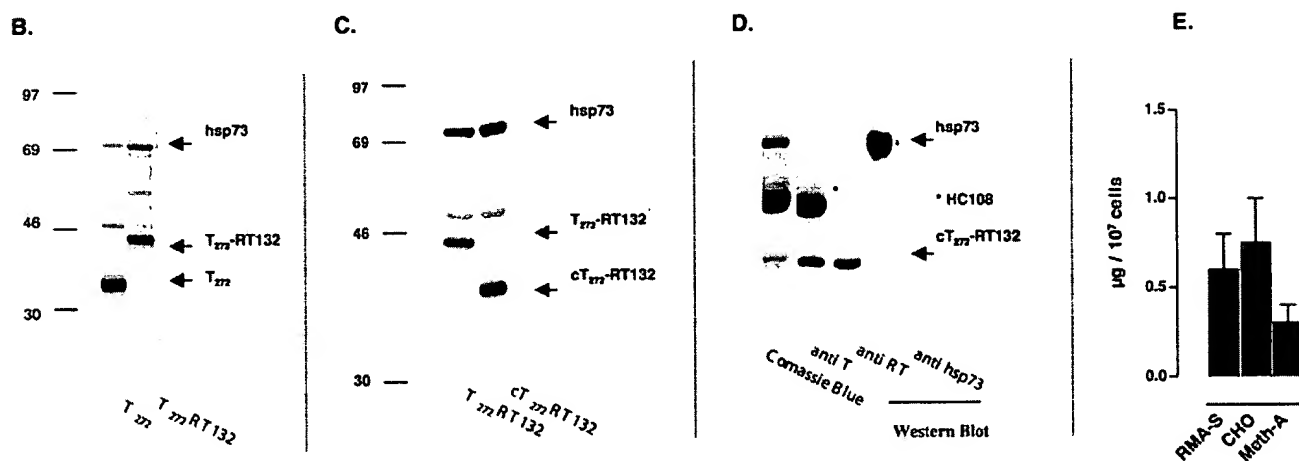 B.
97
69
46
30
hsp73
T₂₇₂-RT132
T₂₇₂
T₂₇₂
T₂₇₂RT132
C.
97
69
46
30
hsp73
T₂₇₂-RT132
cT₂₇₂-RT132
T₂₇₂RT132
cT₂₇₂RT132
D.
hsp73
* HC108
cT₂₇₂-RT132
Comassie Blue
anti T
anti RT
anti hsp73
Western Blot
E.
µg / 10⁷ cells
1.5
1.0
0.5
0.0
RMA-S
CHO
Meth-A